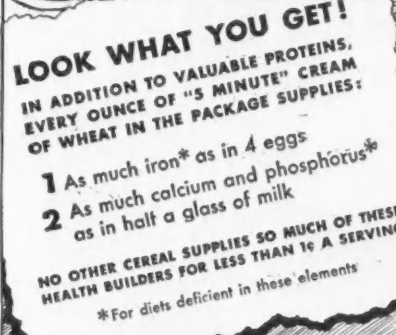 LOOK WHAT YOU GET!
IN ADDITION TO VALUABLE PROTEINS,
EVERY OUNCE OF "5 MINUTE" CREAM
OF WHEAT IN THE PACKAGE SUPPLIES:
1 As much iron* as in 4 eggs
2 As much calcium and phosphorus*
as in half a glass of milk
NO OTHER CEREAL SUPPLIES SO MUCH OF THESE
HEALTH BUILDERS FOR LESS THAN 1¢ A SERVING
*For diets deficient in these elements